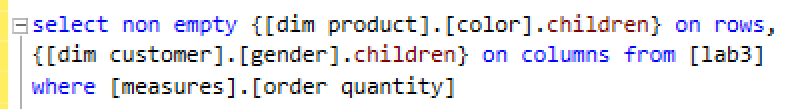 select non empty {[dim product].[color].children} on rows,
{[dim customer].[gender].children} on columns from [lab3]
where [measures].[order quantity]